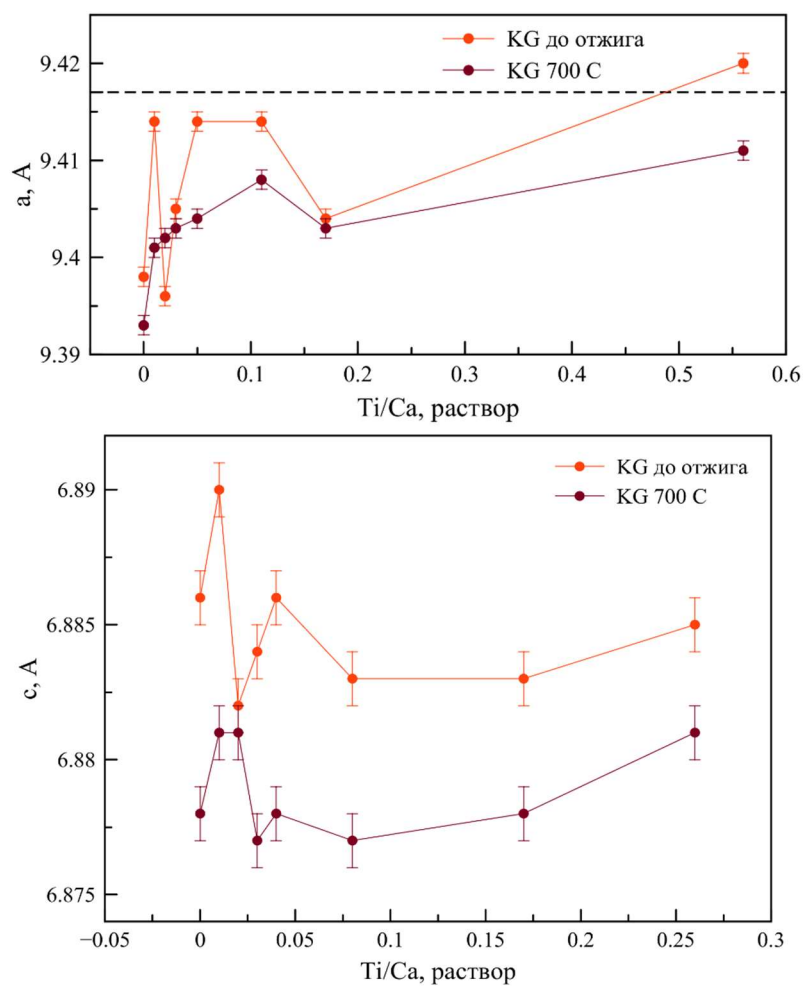 KG до отжига
KG 700 C
9.42
9.41
9.4
9.39
a, A
0 0.1 0.2 0.3 0.4 0.5 0.6
Ti/Ca, раствор
KG до отжига
KG 700 C
6.89
6.885
6.88
6.875
c, A
−0.05 0 0.05 0.1 0.15 0.2 0.25 0.3
Ti/Ca, раствор